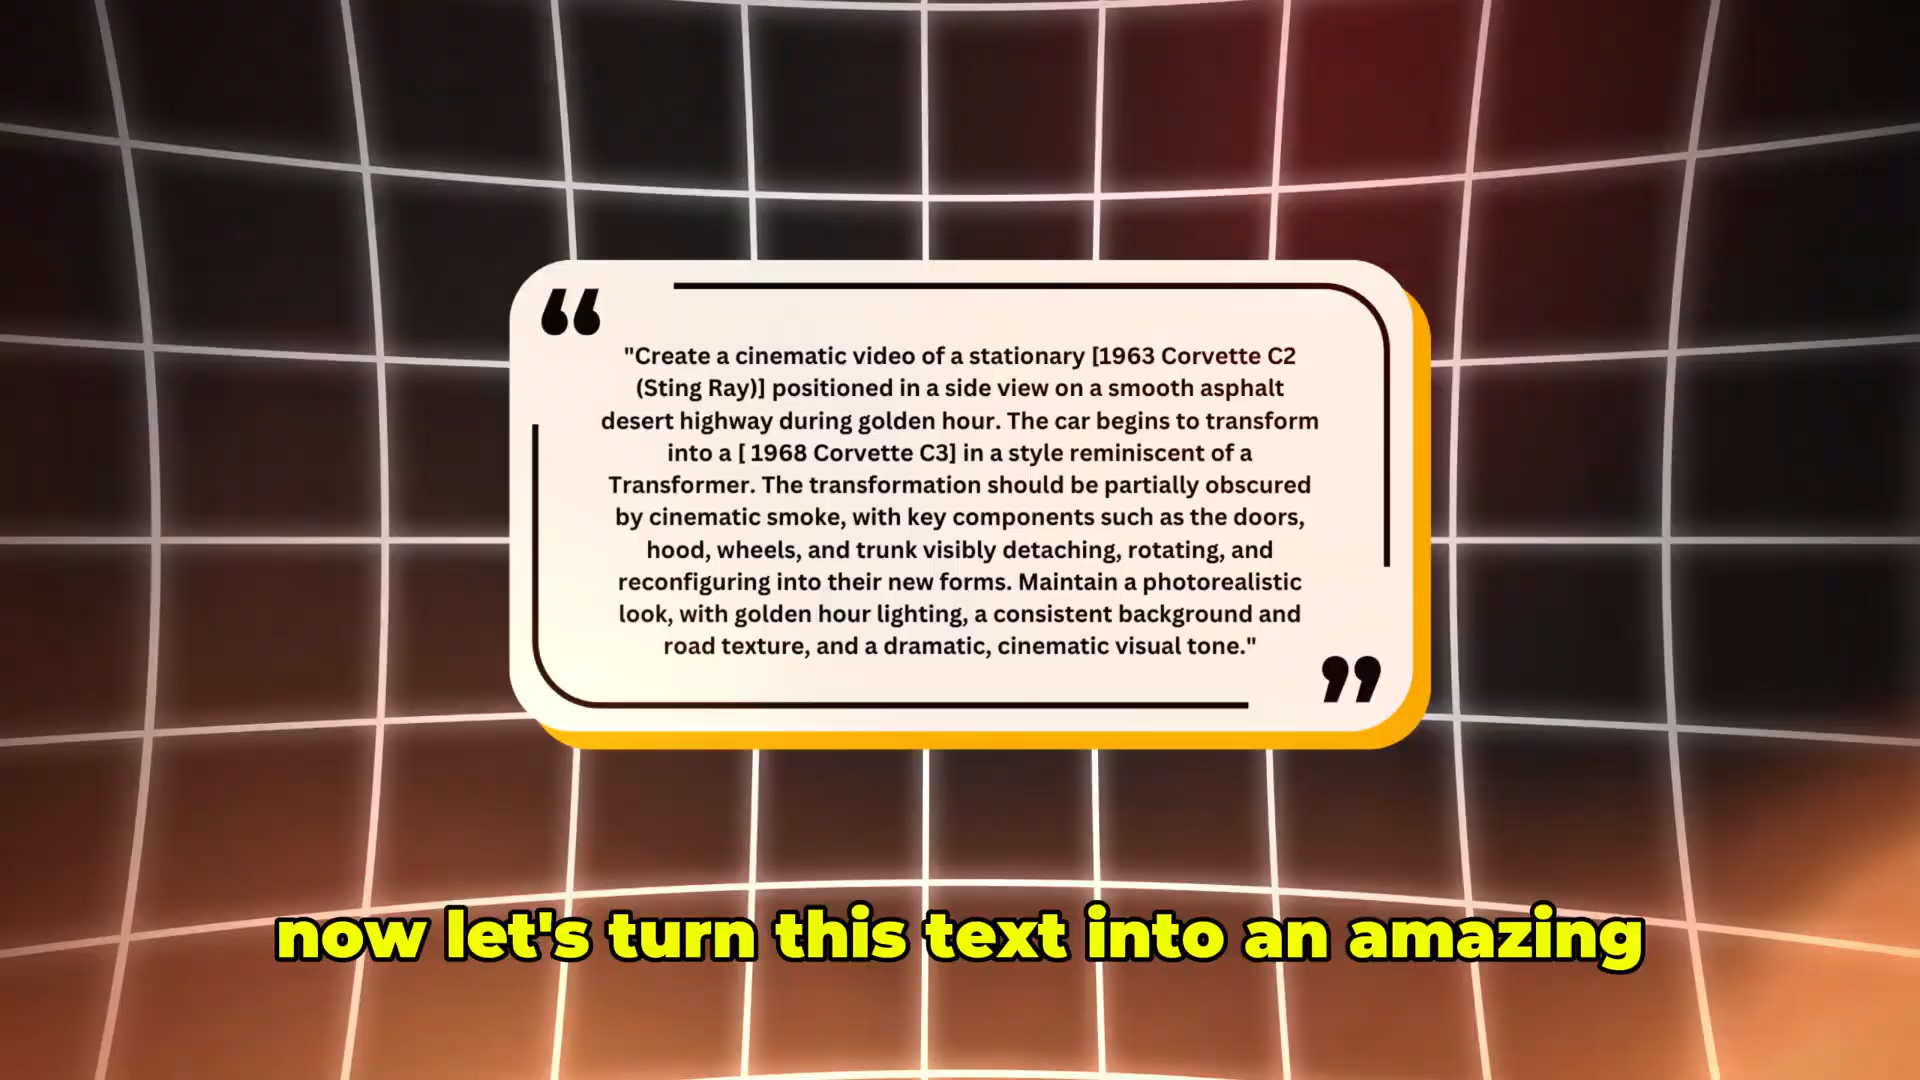 "Create a cinematic video of a stationary [1963 Corvette C2
(Sting Ray)] positioned in a side view on a smooth asphalt
desert highway during golden hour. The car begins to transform
into a [ 1968 Corvette C3] in a style reminiscent of a
Transformer. The transformation should be partially obscured
by cinematic smoke, with key components such as the doors,
hood, wheels, and trunk visibly detaching, rotating, and
reconfiguring into their new forms. Maintain a photorealistic
look, with golden hour lighting, a consistent background and
road texture, and a dramatic, cinematic visual tone."
now let's turn this text into an amazing